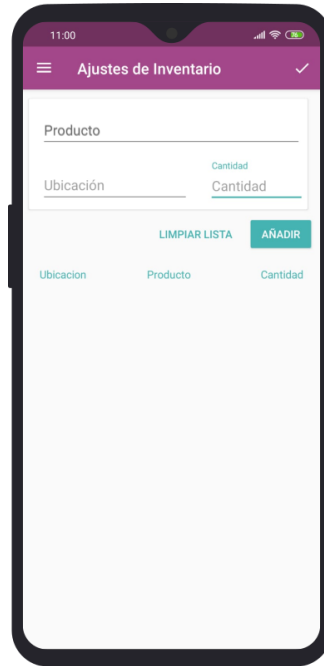 11:00
Ajustes de Inventario
Producto
Cantidad
Ubicación
Cantidad
LIMPIAR LISTA AÑADIR
Ubicacion Producto Cantidad